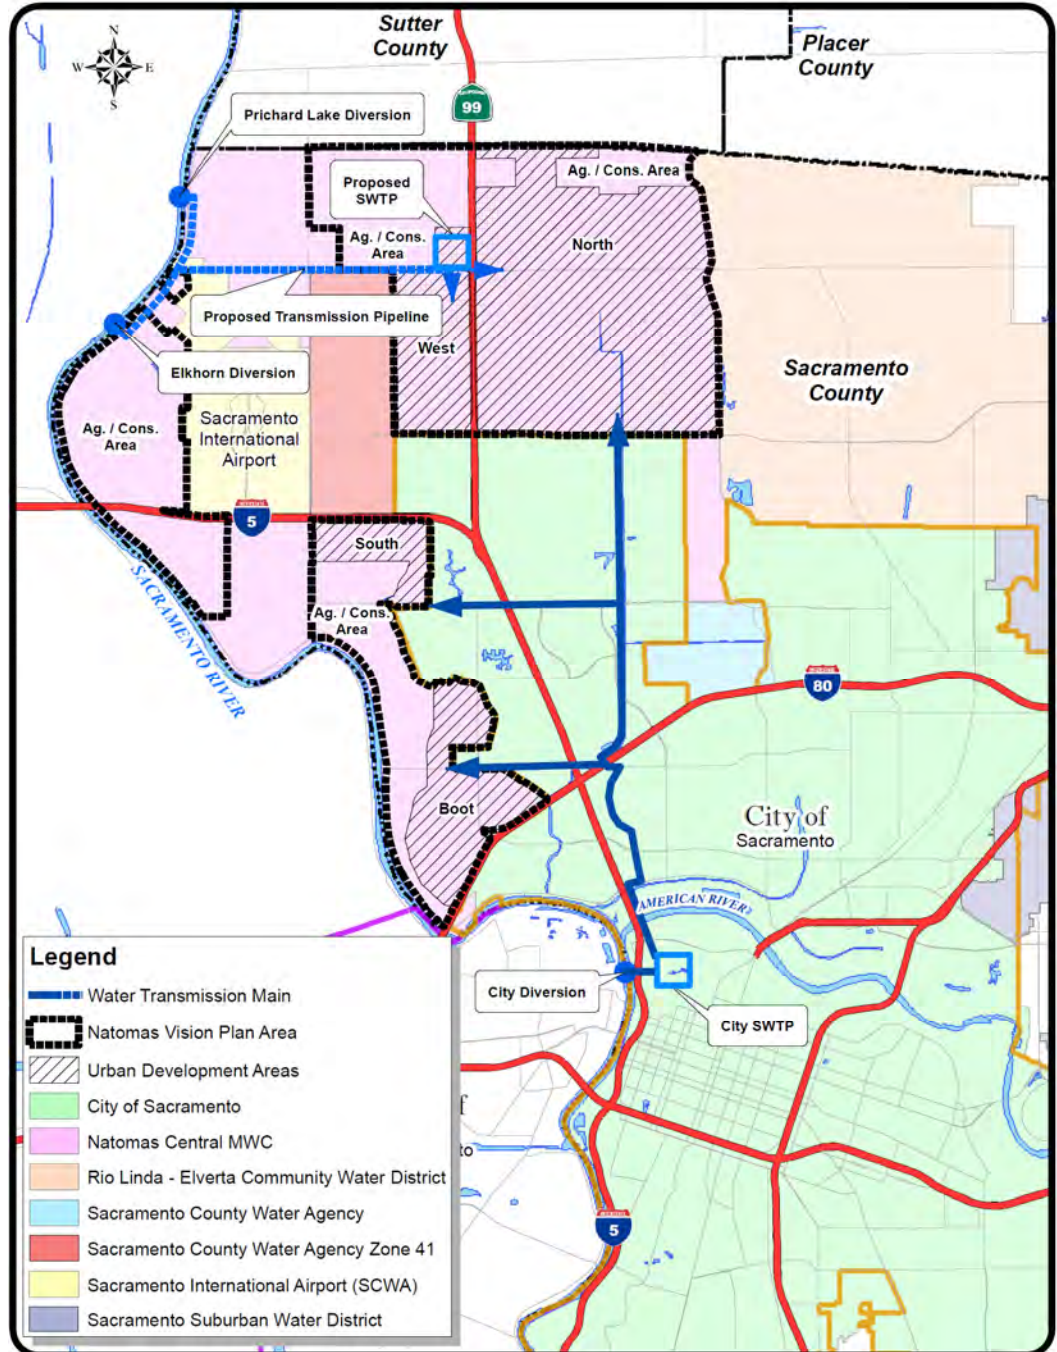 Sutter
County
Placer
County
N
W
E
S
99
Prichard Lake Diversion
Proposed
SWTP
Ag. / Cons. Area
Ag. / Cons.
Area
North
Proposed Transmission Pipeline
West
Elkhorn Diversion
Sacramento
County
Ag. / Cons.
Area
Sacramento
International
Airport
5
South
SACRAMENTO RIVER
Ag. / Cons.
Area
80
Boot
City of
Sacramento
AMERICAN RIVER
City Diversion
City SWTP
Legend
Water Transmission Main
Natomas Vision Plan Area
Urban Development Areas
City of Sacramento
Natomas Central MWC
Rio Linda - Elverta Community Water District
Sacramento County Water Agency
Sacramento County Water Agency Zone 41
Sacramento International Airport (SCWA)
Sacramento Suburban Water District
f
to
5